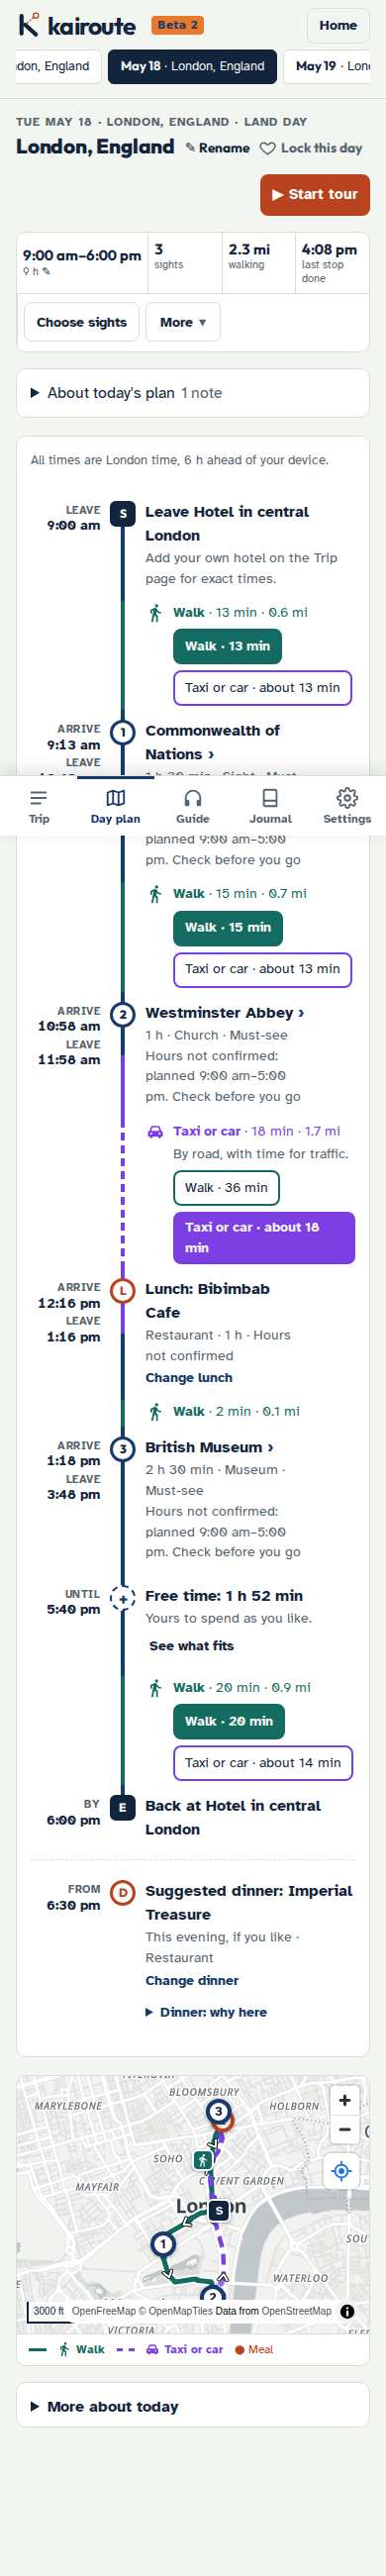 kairoute Beta 2 Home
don, England May 18 · London, England May 19 · Lon
TUE MAY 18 · LONDON, ENGLAND · LAND DAY
London, England ✎ Rename Lock this day
▶ Start tour
9:00 am–6:00 pm
9 h ✎
3
sights
2.3 mi
walking
4:08 pm
last stop
done
Choose sights More ▾
▶ About today's plan 1 note
All times are London time, 6 h ahead of your device.
LEAVE
9:00 am
S
Leave Hotel in central
London
Add your own hotel on the Trip
page for exact times.
Walk · 13 min · 0.6 mi
Walk · 13 min
Taxi or car · about 13 min
ARRIVE
9:13 am
LEAVE
1
Commonwealth of
Nations ›
Trip Day plan Guide Journal Settings
planned 9:00 am–5:00
pm. Check before you go
Walk · 15 min · 0.7 mi
Walk · 15 min
Taxi or car · about 13 min
ARRIVE
10:58 am
LEAVE
11:58 am
2
Westminster Abbey ›
1 h · Church · Must-see
Hours not confirmed:
planned 9:00 am–5:00
pm. Check before you go
Taxi or car · 18 min · 1.7 mi
By road, with time for traffic.
Walk · 36 min
Taxi or car · about 18
min
ARRIVE
12:16 pm
LEAVE
1:16 pm
L
Lunch: Bibimbab
Cafe
Restaurant · 1 h · Hours
not confirmed
Change lunch
Walk · 2 min · 0.1 mi
ARRIVE
1:18 pm
LEAVE
3:48 pm
3
British Museum ›
2 h 30 min · Museum ·
Must-see
Hours not confirmed:
planned 9:00 am–5:00
pm. Check before you go
UNTIL
5:40 pm
+
Free time: 1 h 52 min
Yours to spend as you like.
See what fits
Walk · 20 min · 0.9 mi
Walk · 20 min
Taxi or car · about 14 min
BY
6:00 pm
E
Back at Hotel in central
London
FROM
6:30 pm
D
Suggested dinner: Imperial
Treasure
This evening, if you like ·
Restaurant
Change dinner
▶ Dinner: why here
BLOOMSBURY
MARYLEBONE
3
HOLBORN
+
−
SOHO
COVENT GARDEN
MAYFAIR
London
S
1
SOU
WATERLOO
2
3000 ft OpenFreeMap © OpenMapTiles Data from OpenStreetMap
VICTORIA
Walk Taxi or car Meal
▶ More about today